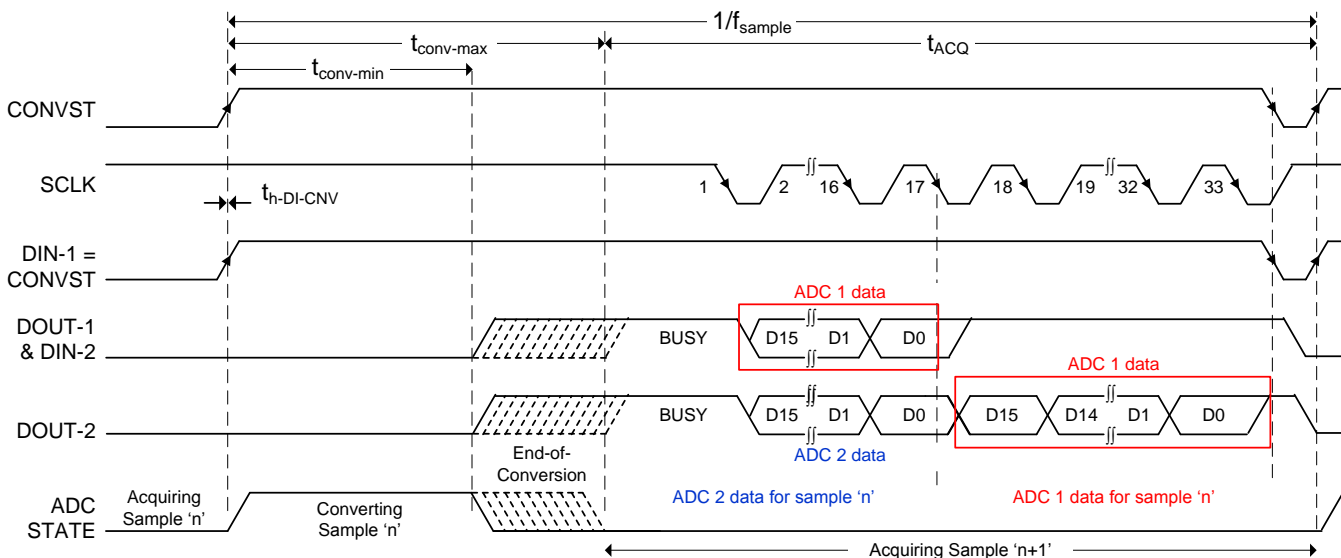 1/fsample
tconv-max
tACQ
tconv-min
CONVST
SCLK
1 2 16 17 18 19 32 33
th-DI-CNV
DIN-1 =
CONVST
ADC 1 data
DOUT-1
& DIN-2
BUSY D15 D1 D0
ADC 1 data
DOUT-2
BUSY D15 D1 D0 D15 D14 D1 D0
ADC 2 data
End-of-
Conversion
ADC 2 data for sample ‘n’
ADC 1 data for sample ‘n’
ADC
STATE
Acquiring
Sample ‘n’
Converting
Sample ‘n’
Acquiring Sample ‘n+1’